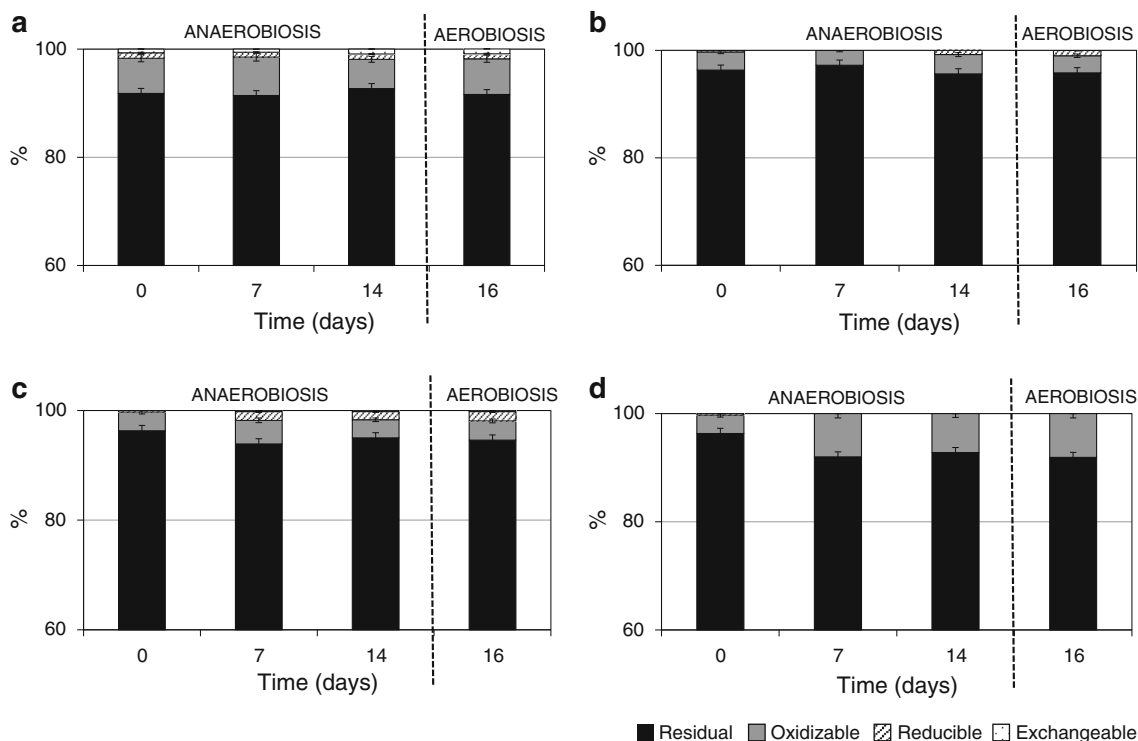 a
ANAEROBIOSIS
AEROBIOSIS
100
80
60
%
0 7 14 16
Time (days)
b
ANAEROBIOSIS
AEROBIOSIS
100
80
60
%
0 7 14 16
Time (days)
c
ANAEROBIOSIS
AEROBIOSIS
100
80
60
%
0 7 14 16
Time (days)
d
ANAEROBIOSIS
AEROBIOSIS
100
80
60
%
0 7 14 16
Time (days)
Residual Oxidizable Reducible Exchangeable